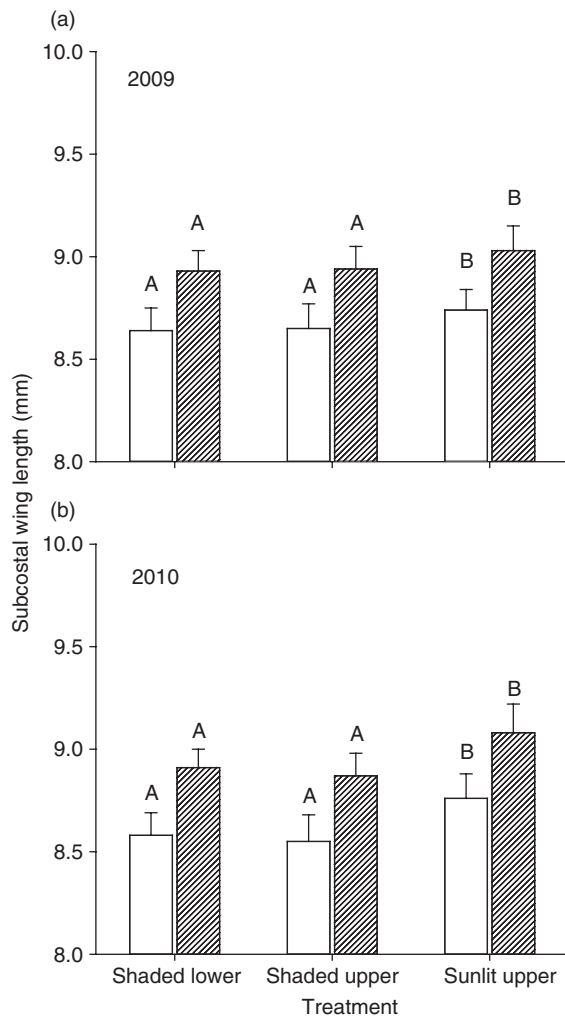 (a)
10.0
2009
9.5
B
A A
9.0 B
A A
8.5
8.0
(b)
10.0
2010
9.5
B
A A
9.0 B
A A
8.5
8.0
Subcostal wing length (mm)
Shaded lower Shaded upper Sunlit upper
Treatment